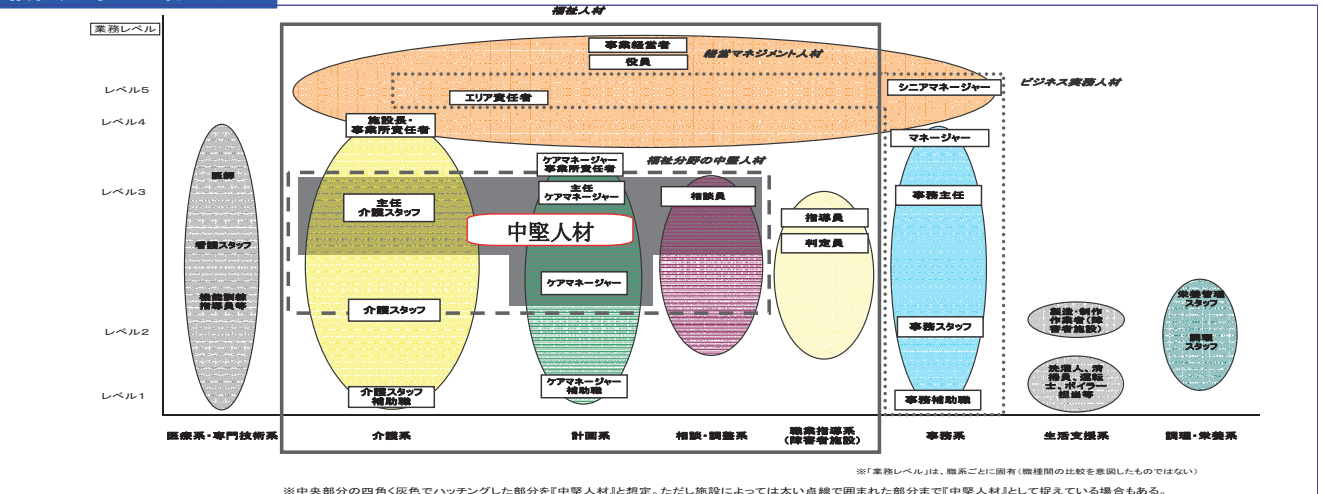 福祉人材
業務レベル
事業経営者
役員
経営マネジメント人材
ビジネス実務人材
レベル5
エリア責任者
シニアマネージャー
レベル4
施設長・
事業所責任者
マネージャー
ケアマネージャー
事業所責任者
福祉分野の中堅人材
医師
レベル3
主任
介護スタッフ
主任
ケアマネージャー
相談員
事務主任
指導員
中堅人材
判定員
看護スタッフ
ケアマネージャー
機能訓練
指導員等
介護スタッフ
栄養管理
スタッフ
製造・制作
作業者(障
害者施設)
レベル2
事務スタッフ
調理
スタッフ
洗濯人、清
掃員、運転
士、ボイラー
担当等
ケアマネージャー
補助職
レベル1
介護スタッフ
補助職
事務補助職
医療系・専門技術系
介護系
計画系
相談・調整系
職業指導系
(障害者施設)
事務系
生活支援系
調理・栄養系
※「業務レベル」は、職系ごとに固有(職種間の比較を意図したものではない)
※中央部分の四角く灰色でハッチングした部分を『中堅人材』と想定。ただし施設によっては太い点線で囲まれた部分まで『中堅人材』として捉えている場合もある。